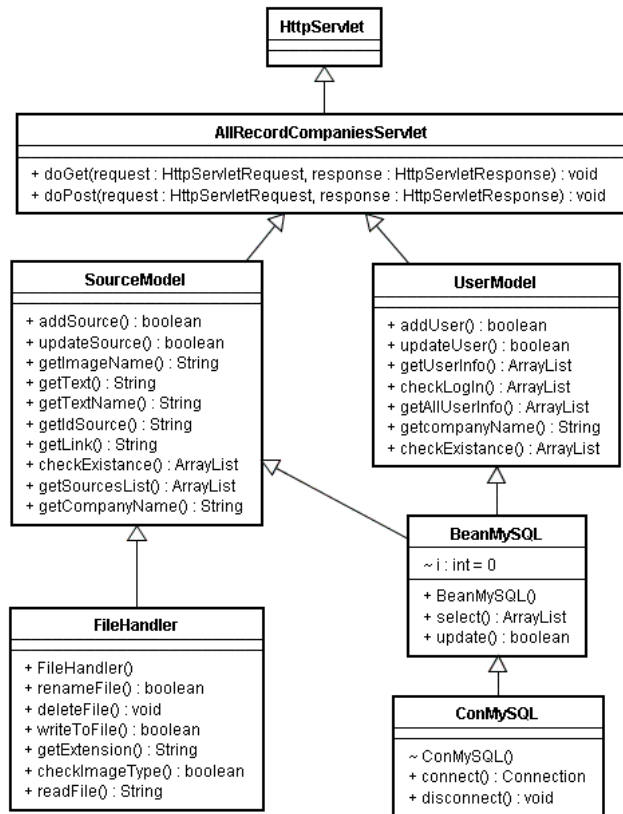 HttpServlet
AllRecordCompaniesServlet
+ doGet(request : HttpServletRequest, response : HttpServletResponse) : void
+ doPost(request : HttpServletRequest, response : HttpServletResponse) : void
SourceModel
+ addSource() : boolean
+ updateSource() : boolean
+ getImageName() : String
+ getText() : String
+ getTextName() : String
+ getIdSource() : String
+ getLink() : String
+ checkExistance() : ArrayList
+ getSourcesList() : ArrayList
+ getCompanyName() : String
UserModel
+ addUser() : boolean
+ updateUser() : boolean
+ getUserInfo() : ArrayList
+ checkLogIn() : ArrayList
+ getAllUserInfo() : ArrayList
+ getcompanyName() : String
+ checkExistance() : ArrayList
BeanMySQL
~ i : int = 0
+ BeanMySQL()
+ select() : ArrayList
+ update() : boolean
FileHandler
+ FileHandler()
+ renameFile() : boolean
+ deleteFile() : void
+ writeToFile() : boolean
+ getExtension() : String
+ checkImageType() : boolean
+ readFile() : String
ConMySQL
~ ConMySQL()
+ connect() : Connection
+ disconnect() : void